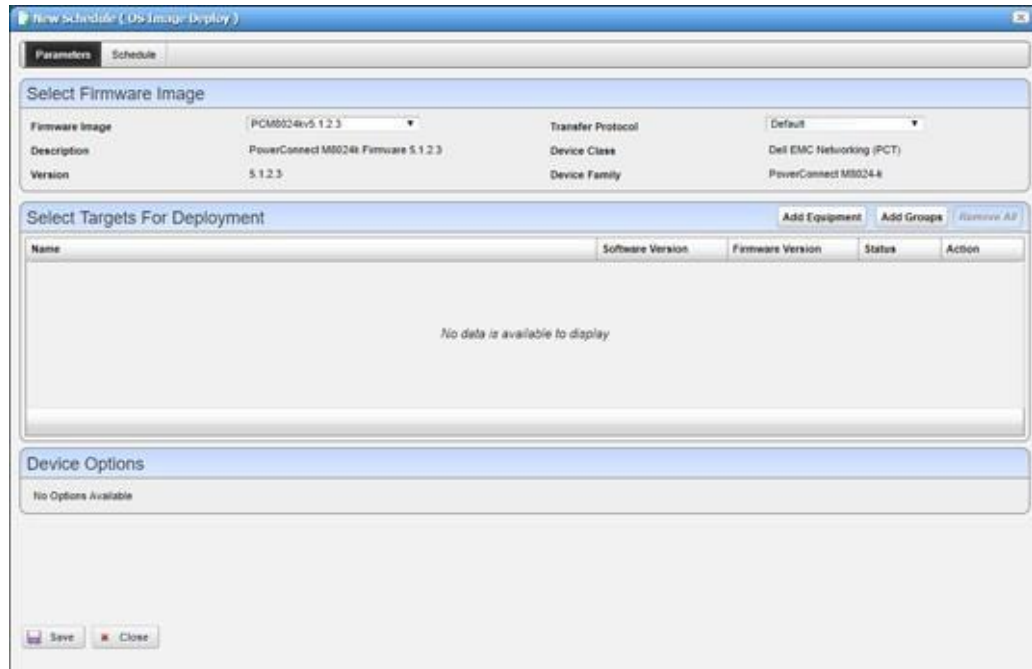 New Schedule ( OS Image Deploy )
Parameters Schedule
Select Firmware Image
Firmware Image PCM8024kv5.1.2.3 Transfer Protocol Default
Description PowerConnect M8024k Firmware 5.1.2.3 Device Class Dell EMC Networking (PCT)
Version 5.1.2.3 Device Family PowerConnect M8024-k
Select Targets For Deployment Add Equipment Add Groups Remove All
Name Software Version Firmware Version Status Action
No data is available to display
Device Options
No Options Available
Save Close